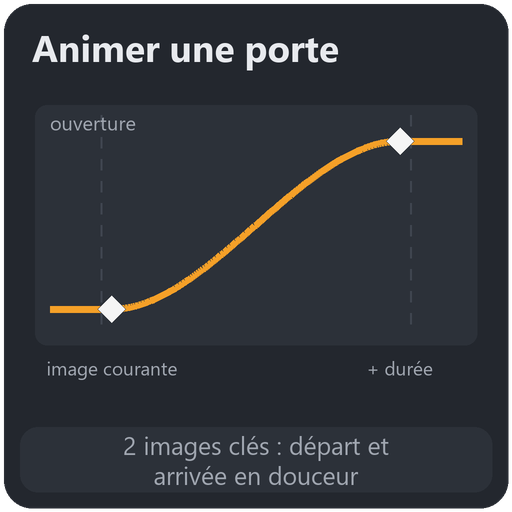 Animer une porte
ouverture
image courante
+ durée
2 images clés : départ et
arrivée en douceur